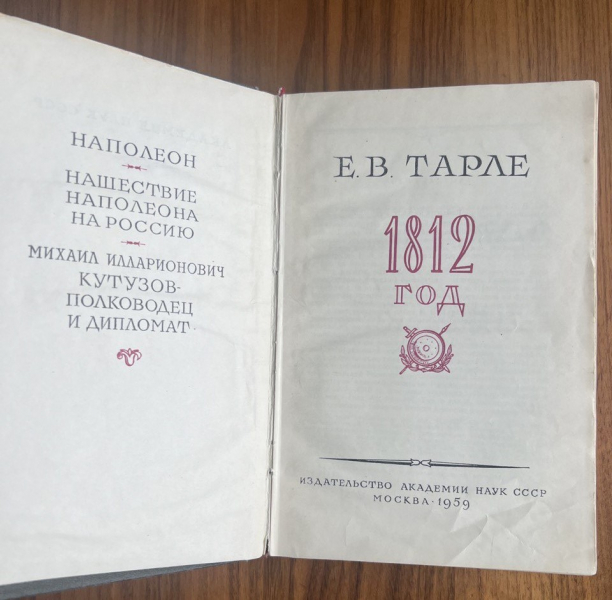 НАПОЛЕОН
НАШЕСТВИЕ
НАПОЛЕОНА
НА РОССИЮ
МИХАИЛ ИЛЛАРИОНОВИЧ
КУТУЗОВ-
ПОЛКОВОДЕЦ
И ДИПЛОМАТ
Е. В. ТАРЛЕ
1812
ГОД
ИЗДАТЕЛЬСТВО АКАДЕМИИ НАУК СССР
МОСКВА · 1959